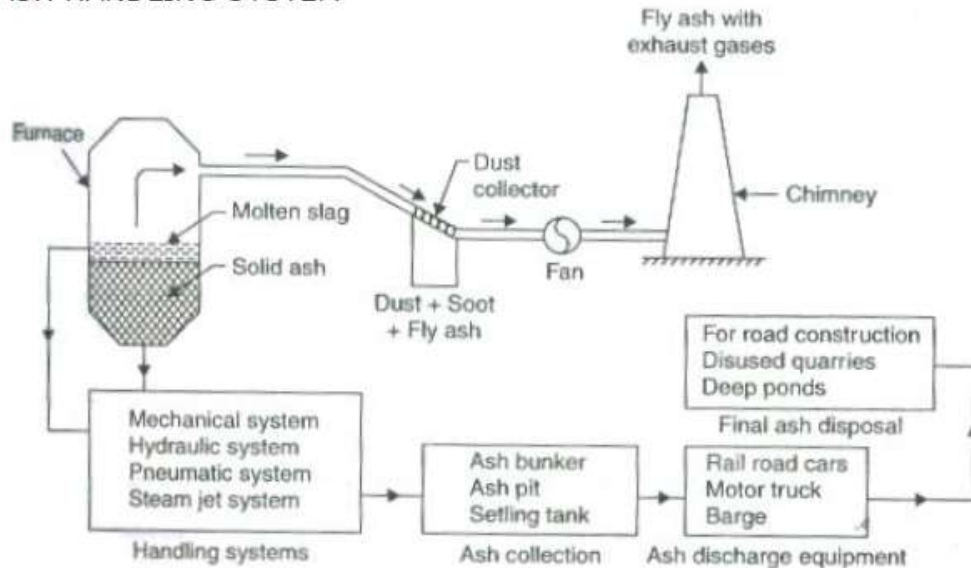 Fly ash with
exhaust gases
Furnace
Dust
collector
Chimney
Molten slag
Solid ash
Fan
Dust + Soot
+ Fly ash
For road construction
Disused quarries
Deep ponds
Final ash disposal
Mechanical system
Hydraulic system
Pneumatic system
Steam jet system
Handling systems
Ash bunker
Ash pit
Setling tank
Ash collection
Rail road cars
Motor truck
Barge
Ash discharge equipment